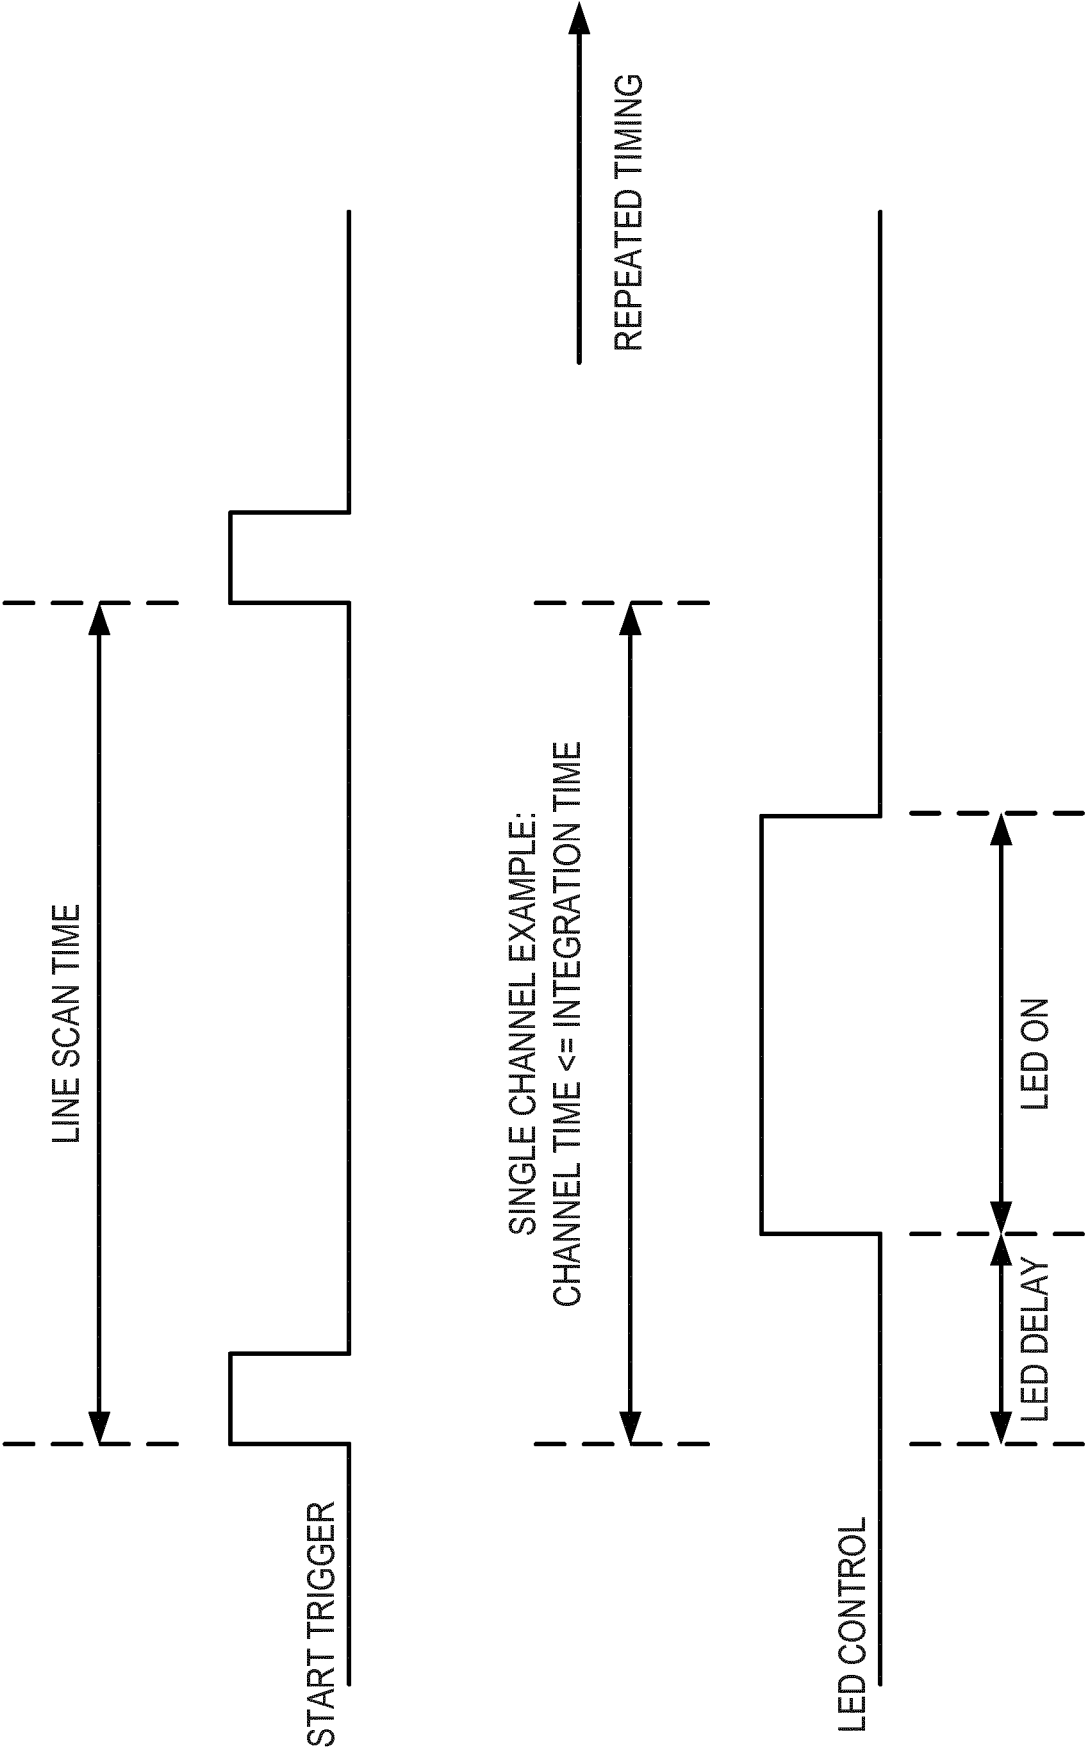 LINE SCAN TIME
START TRIGGER
SINGLE CHANNEL EXAMPLE:
CHANNEL TIME <= INTEGRATION TIME
REPEATED TIMING
LED CONTROL
LED DELAY
LED ON